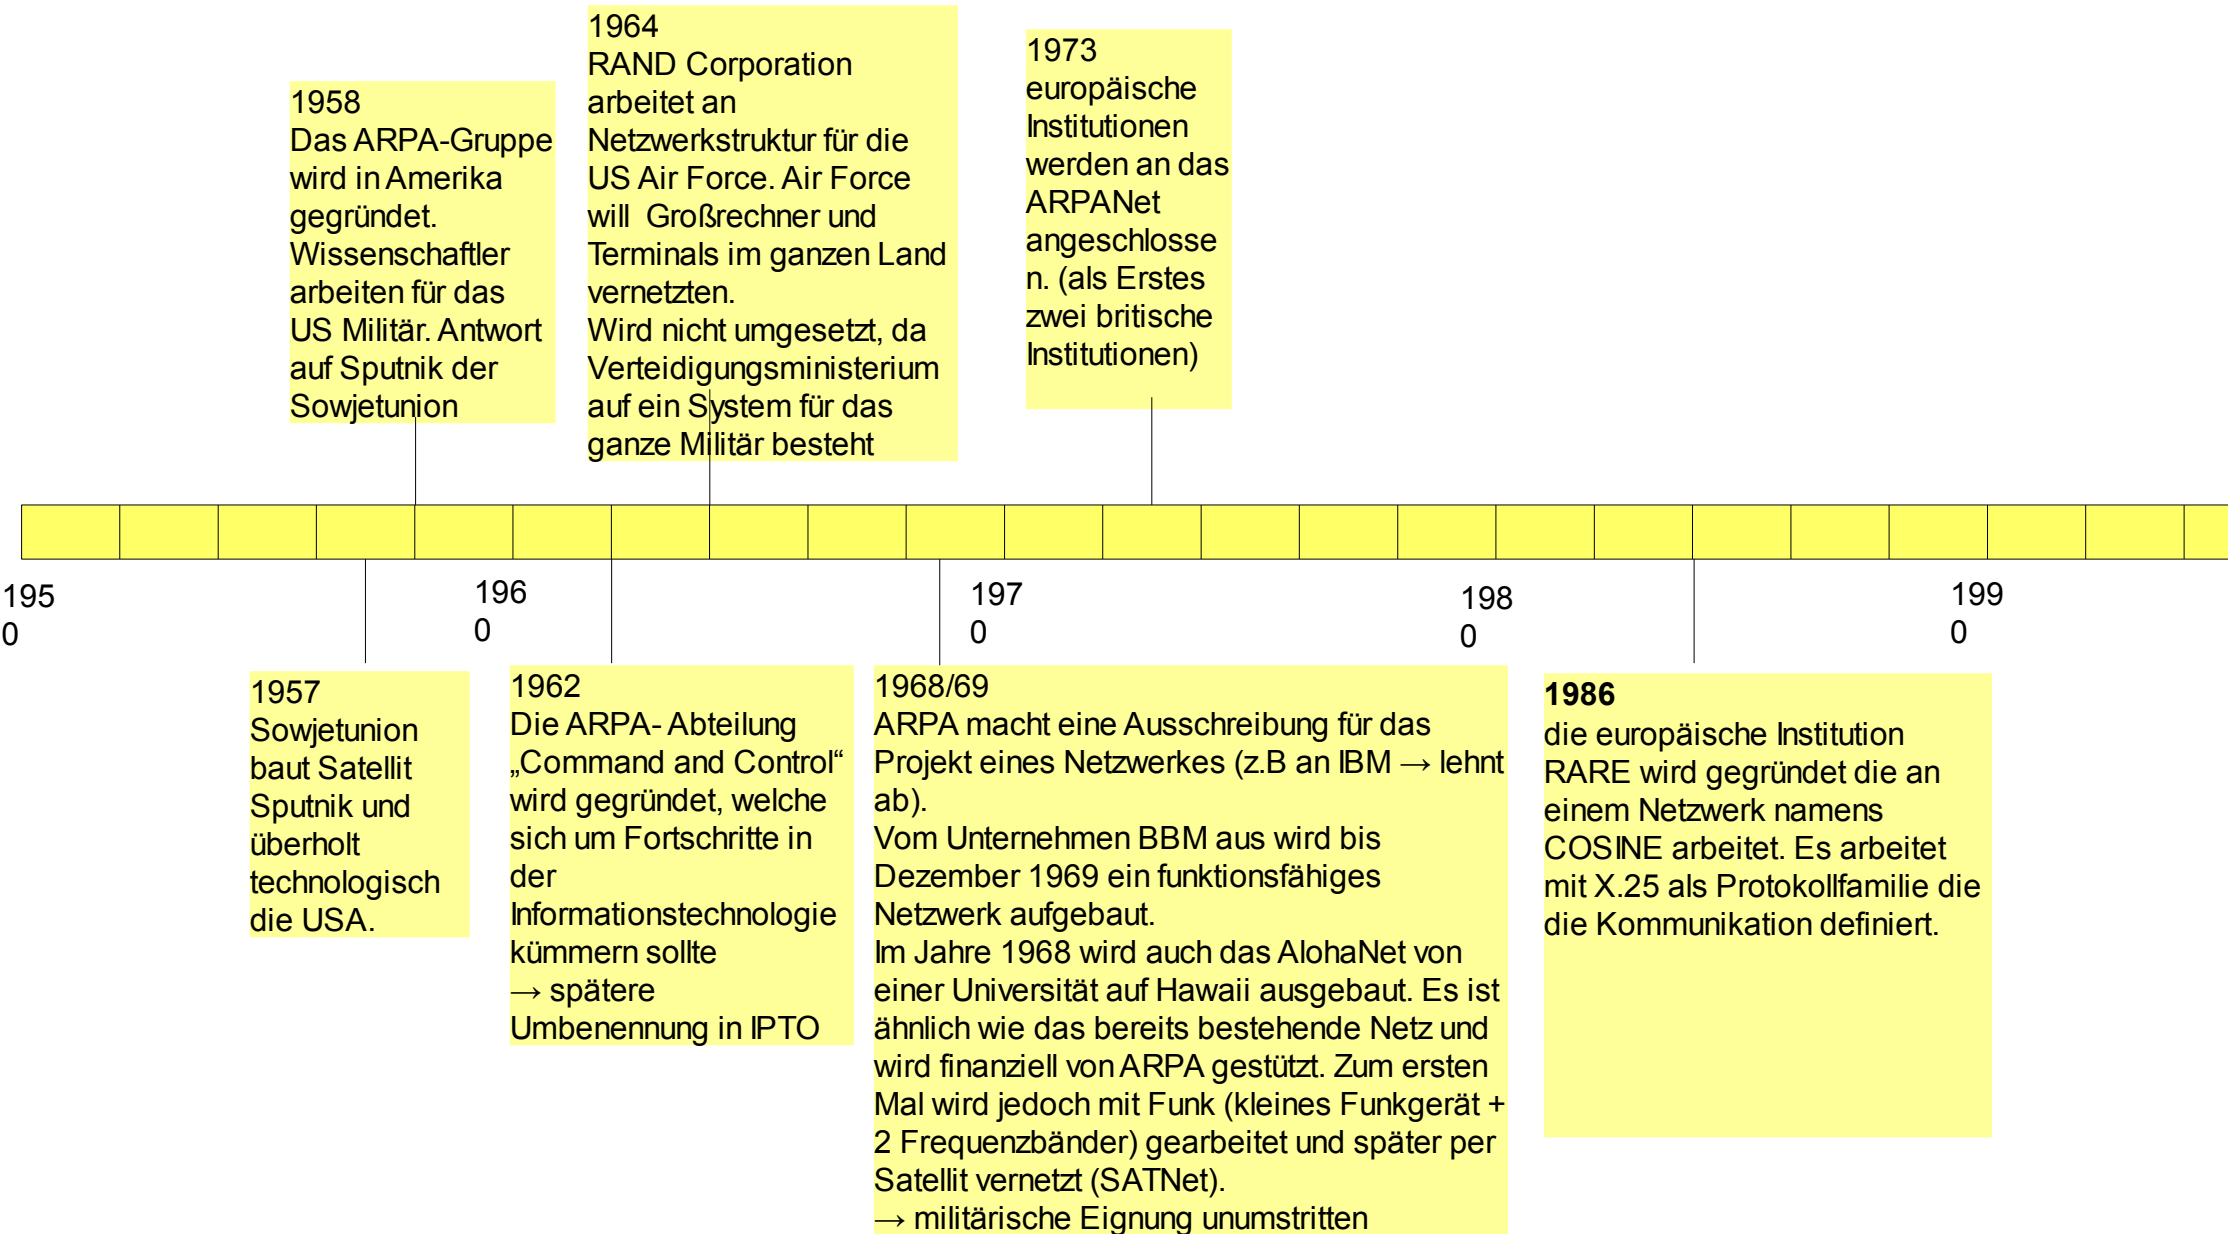 1958
Das ARPA-Gruppe
wird in Amerika
gegründet.
Wissenschaftler
arbeiten für das
US Militär. Antwort
auf Sputnik der
Sowjetunion
1964
RAND Corporation
arbeitet an
Netzwerkstruktur für die
US Air Force. Air Force
will  Großrechner und
Terminals im ganzen Land
vernetzten.
Wird nicht umgesetzt, da
Verteidigungsministerium
auf ein System für das
ganze Militär besteht
1973
europäische
Institutionen
werden an das
ARPANet
angeschlosse
n. (als Erstes
zwei britische
Institutionen)
195
0
196
0
197
0
198
0
199
0
1957
Sowjetunion
baut Satellit
Sputnik und
überholt
technologisch
die USA.
1962
Die ARPA- Abteilung
„Command and Control“
wird gegründet, welche
sich um Fortschritte in
der
Informationstechnologie
kümmern sollte
→ spätere
Umbenennung in IPTO
1968/69
ARPA macht eine Ausschreibung für das
Projekt eines Netzwerkes (z.B an IBM → lehnt
ab).
Vom Unternehmen BBM aus wird bis
Dezember 1969 ein funktionsfähiges
Netzwerk aufgebaut.
Im Jahre 1968 wird auch das AlohaNet von
einer Universität auf Hawaii ausgebaut. Es ist
ähnlich wie das bereits bestehende Netz und
wird finanziell von ARPA gestützt. Zum ersten
Mal wird jedoch mit Funk (kleines Funkgerät +
2 Frequenzbänder) gearbeitet und später per
Satellit vernetzt (SATNet).
→ militärische Eignung unumstritten
1986
die europäische Institution
RARE wird gegründet die an
einem Netzwerk namens
COSINE arbeitet. Es arbeitet
mit X.25 als Protokollfamilie die
die Kommunikation definiert.